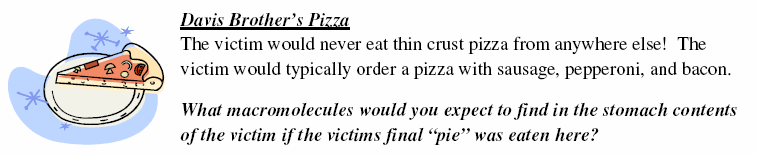 Davis Brother's Pizza
The victim would never eat thin crust pizza from anywhere else!  The
victim would typically order a pizza with sausage, pepperoni, and bacon.
What macromolecules would you expect to find in the stomach contents
of the victim if the victims final “pie” was eaten here?